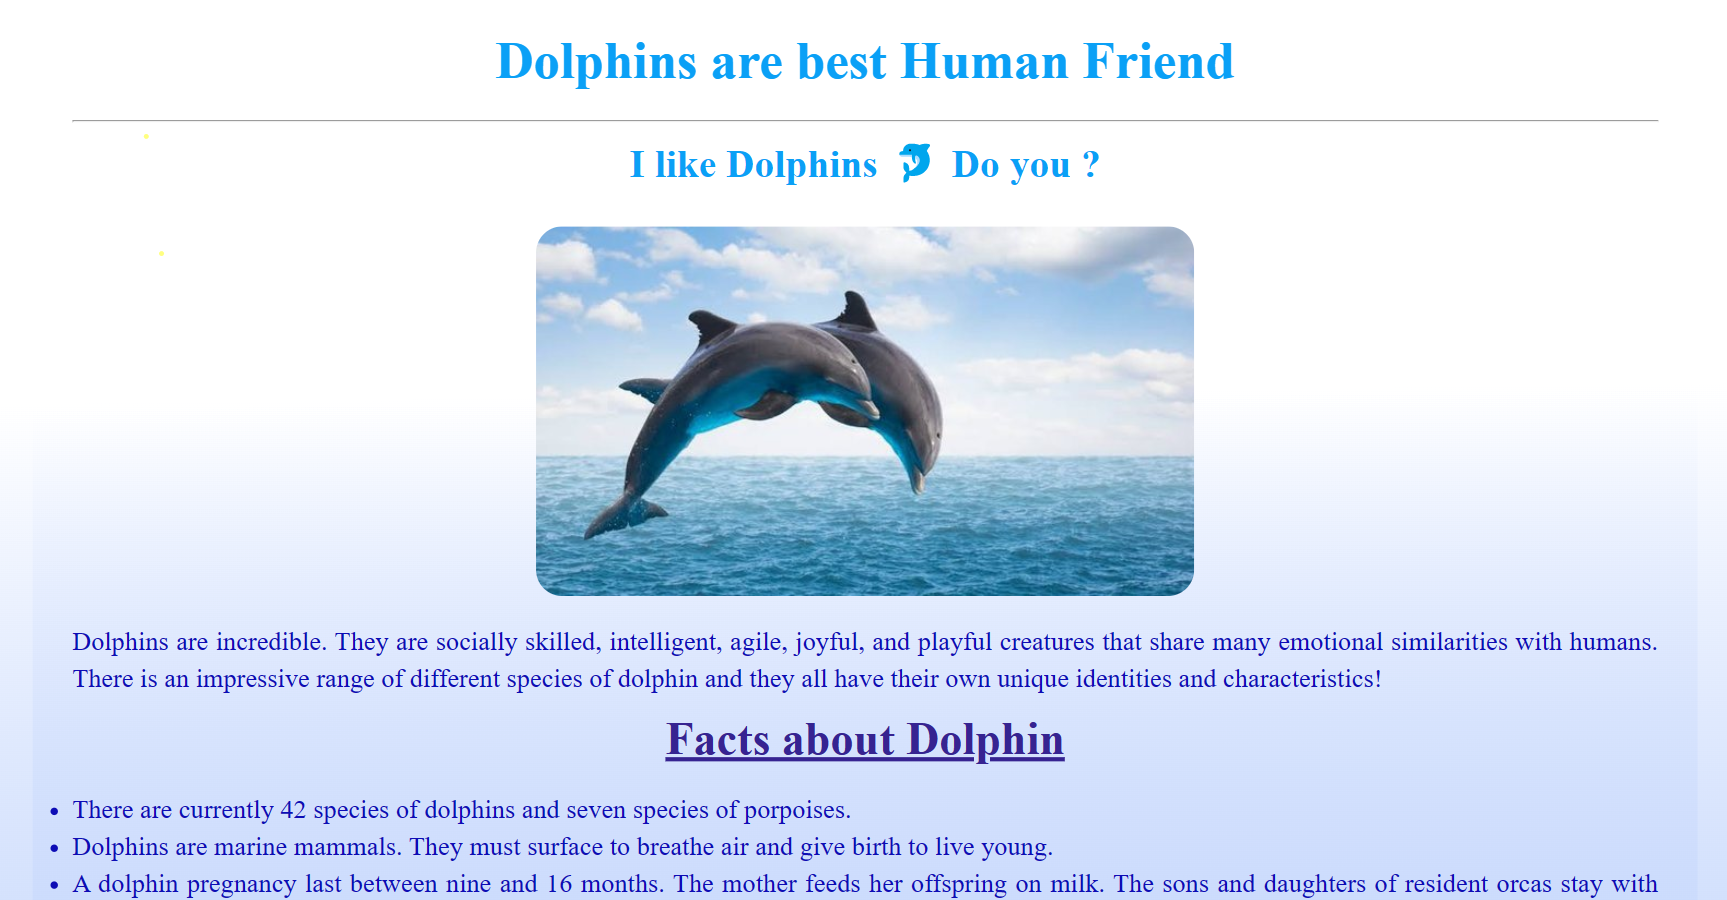 Dolphins are best Human Friend
I like Dolphins 🐬 Do you ?
Dolphins are incredible. They are socially skilled, intelligent, agile, joyful, and playful creatures that share many emotional similarities with humans.
There is an impressive range of different species of dolphin and they all have their own unique identities and characteristics!
Facts about Dolphin
• There are currently 42 species of dolphins and seven species of porpoises.
• Dolphins are marine mammals. They must surface to breathe air and give birth to live young.
• A dolphin pregnancy last between nine and 16 months. The mother feeds her offspring on milk. The sons and daughters of resident orcas stay with